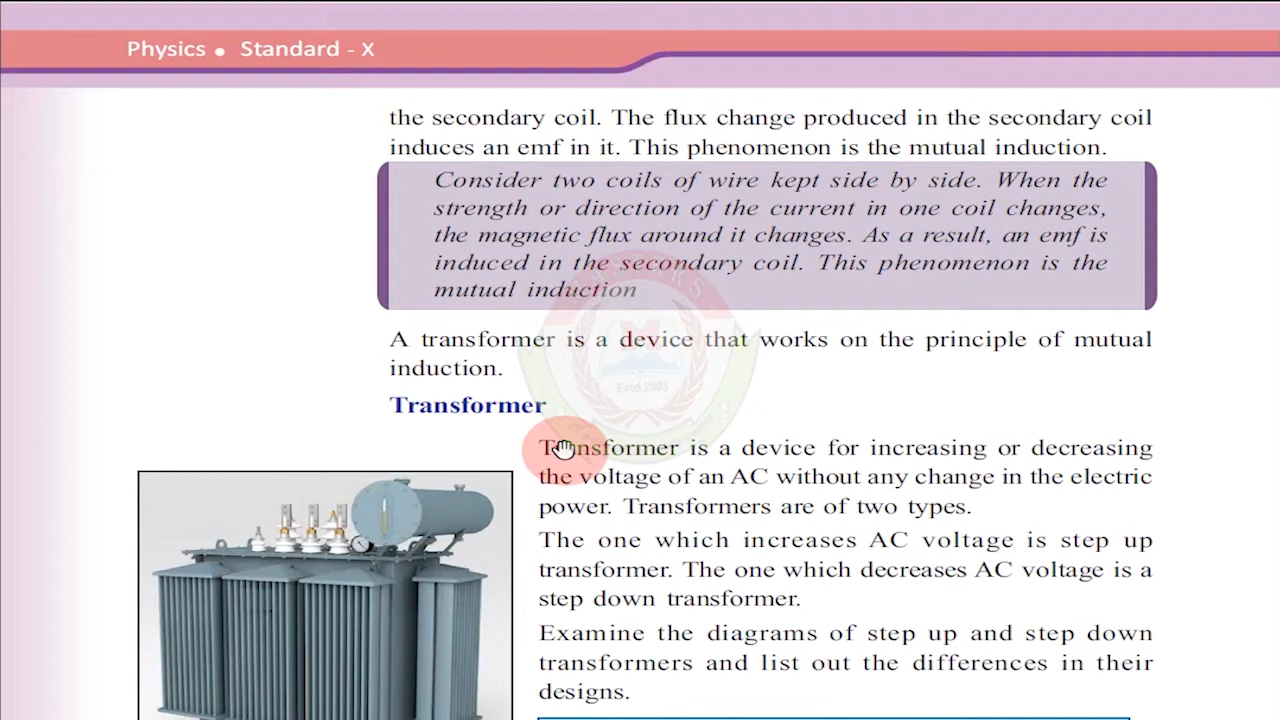 Physics ● Standard - X
the secondary coil. The flux change produced in the secondary coil
induces an emf in it. This phenomenon is the mutual induction.
Consider two coils of wire kept side by side. When the
strength or direction of the current in one coil changes,
the magnetic flux around it changes. As a result, an emf is
induced in the secondary coil. This phenomenon is the
mutual induction
A transformer is a device that works on the principle of mutual
induction.
Estd.2003
Transformer
Transformer is a device for increasing or decreasing
the voltage of an AC without any change in the electric
power. Transformers are of two types.
The one which increases AC voltage is step up
transformer. The one which decreases AC voltage is a
step down transformer.
Examine the diagrams of step up and step down
transformers and list out the differences in their
designs.